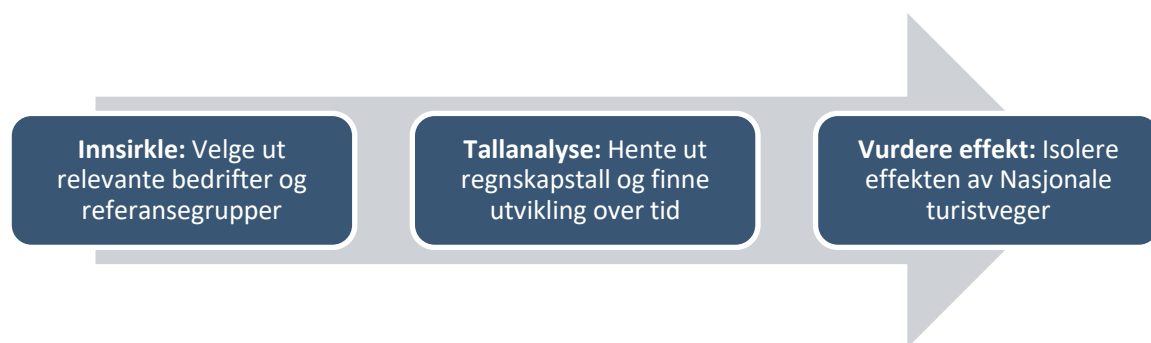 Innsirkle: Velge ut
relevante bedrifter og
referansegrupper
Tallanalyse: Hente ut
regnskapstall og finne
utvikling over tid
Vurdere effekt: Isolere
effekten av Nasjonale
turistveger